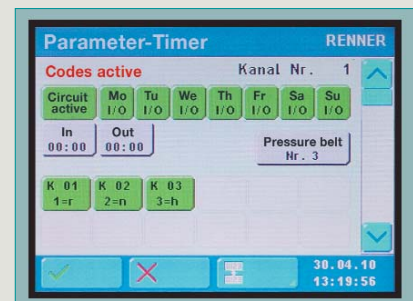 Parameter-Timer RENNER
Codes active Kanal Nr. 1
Circuit active Mo I/O Tu I/O We I/O Th I/O Fr I/O Sa I/O Su I/O
In 00:00 Out 00:00 Pressure belt Nr. 3
K 01 1=r K 02 2=n K 03 3=h
30.04.10
13:19:56